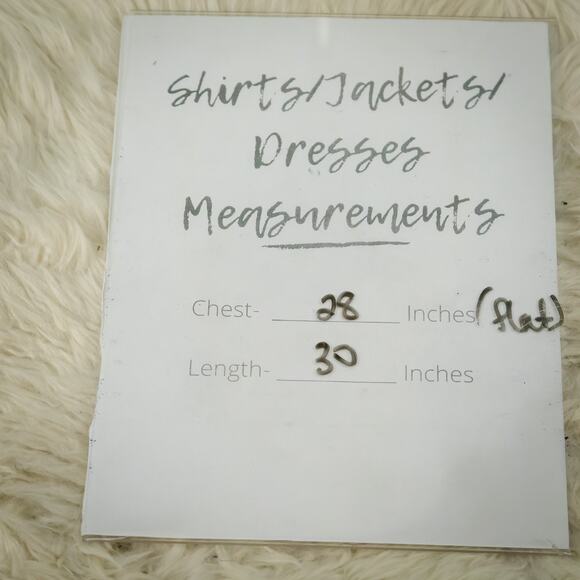 Shirts/Jackets/
Dresses
Measurements
Chest- 28 Inches (flat)
Length- 30 Inches